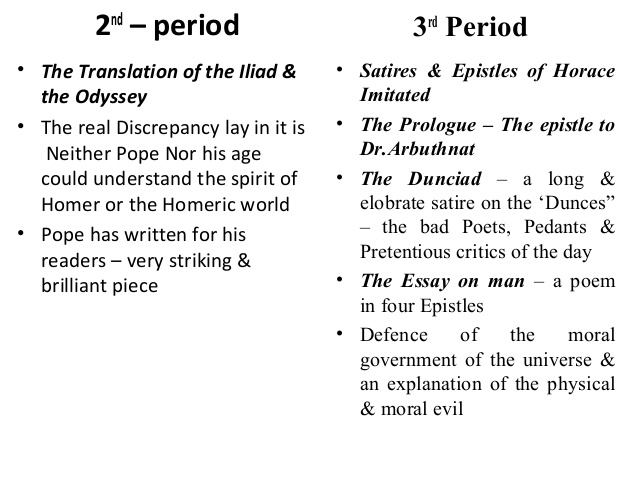 2nd – period
• The Translation of the Iliad &
the Odyssey
• The real Discrepancy lay in it is
Neither Pope Nor his age
could understand the spirit of
Homer or the Homeric world
• Pope has written for his
readers – very striking &
brilliant piece
3rd Period
• Satires & Epistles of Horace
Imitated
• The Prologue – The epistle to
Dr.Arbuthnat
• The Dunciad – a long &
elobrate satire on the ‘Dunces”
– the bad Poets, Pedants &
Pretentious critics of the day
• The Essay on man – a poem
in four Epistles
• Defence of the moral
government of the universe &
an explanation of the physical
& moral evil